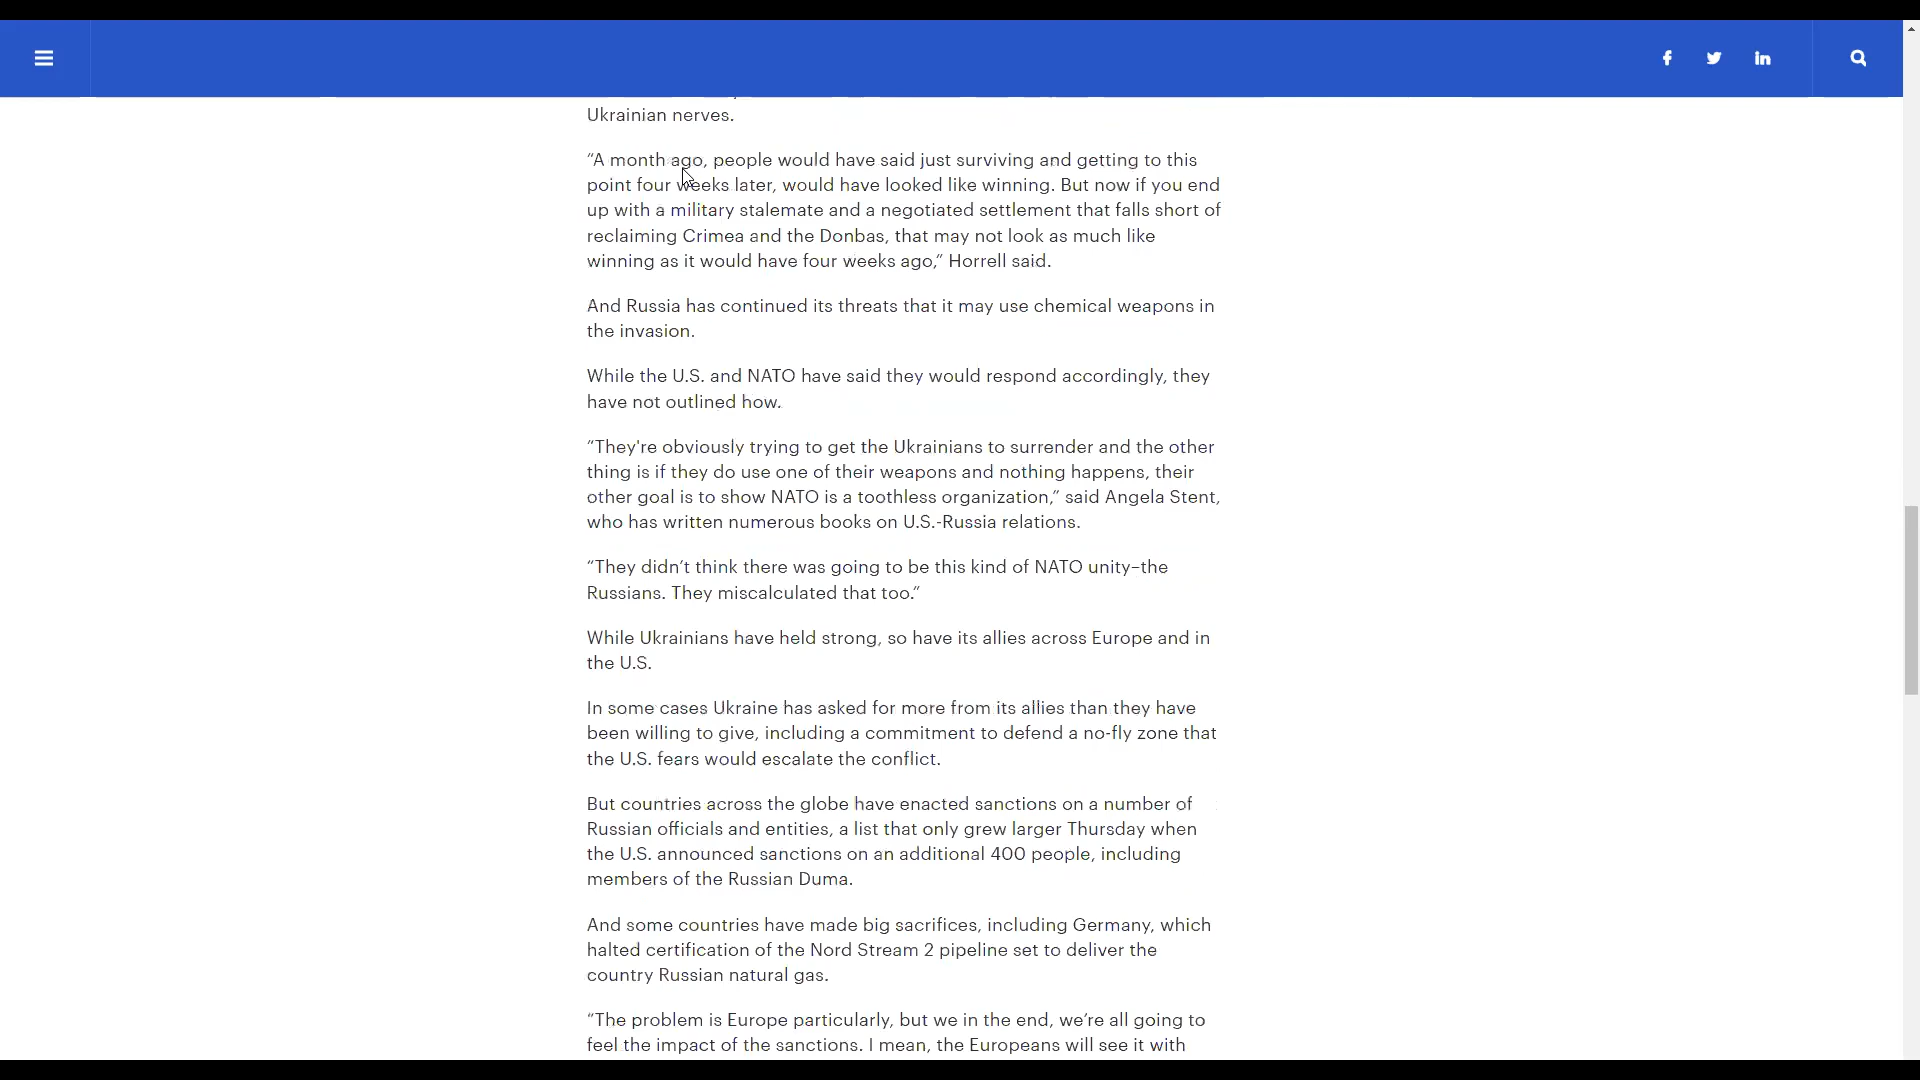 Ukrainian nerves.
“A month ago, people would have said just surviving and getting to this
point four weeks later, would have looked like winning. But now if you end
up with a military stalemate and a negotiated settlement that falls short of
reclaiming Crimea and the Donbas, that may not look as much like
winning as it would have four weeks ago,” Horrell said.
And Russia has continued its threats that it may use chemical weapons in
the invasion.
While the U.S. and NATO have said they would respond accordingly, they
have not outlined how.
“They're obviously trying to get the Ukrainians to surrender and the other
thing is if they do use one of their weapons and nothing happens, their
other goal is to show NATO is a toothless organization,” said Angela Stent,
who has written numerous books on U.S.-Russia relations.
“They didn’t think there was going to be this kind of NATO unity–the
Russians. They miscalculated that too.”
While Ukrainians have held strong, so have its allies across Europe and in
the U.S.
In some cases Ukraine has asked for more from its allies than they have
been willing to give, including a commitment to defend a no-fly zone that
the U.S. fears would escalate the conflict.
But countries across the globe have enacted sanctions on a number of
Russian officials and entities, a list that only grew larger Thursday when
the U.S. announced sanctions on an additional 400 people, including
members of the Russian Duma.
And some countries have made big sacrifices, including Germany, which
halted certification of the Nord Stream 2 pipeline set to deliver the
country Russian natural gas.
“The problem is Europe particularly, but we in the end, we’re all going to
feel the impact of the sanctions. I mean, the Europeans will see it with